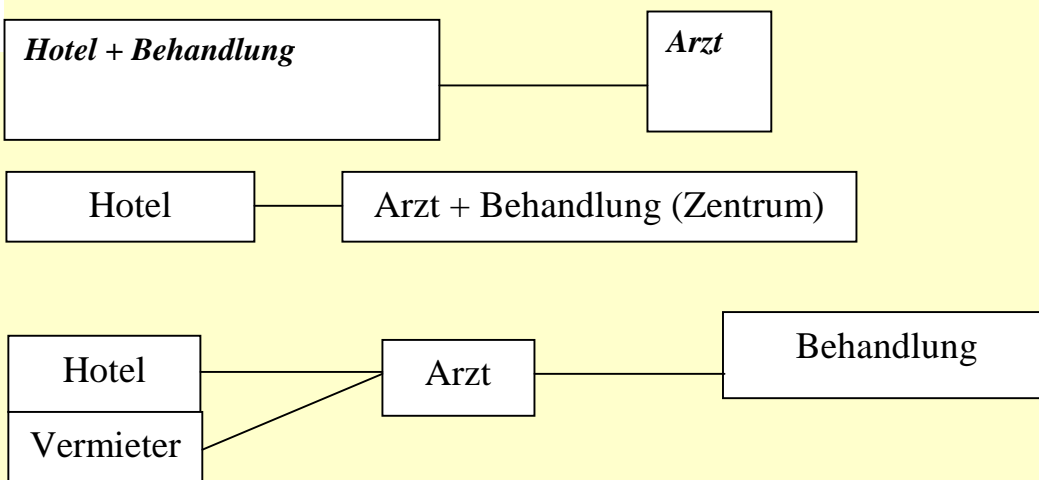 Hotel + Behandlung
Arzt
Hotel
Arzt + Behandlung (Zentrum)
Hotel
Arzt
Behandlung
Vermieter